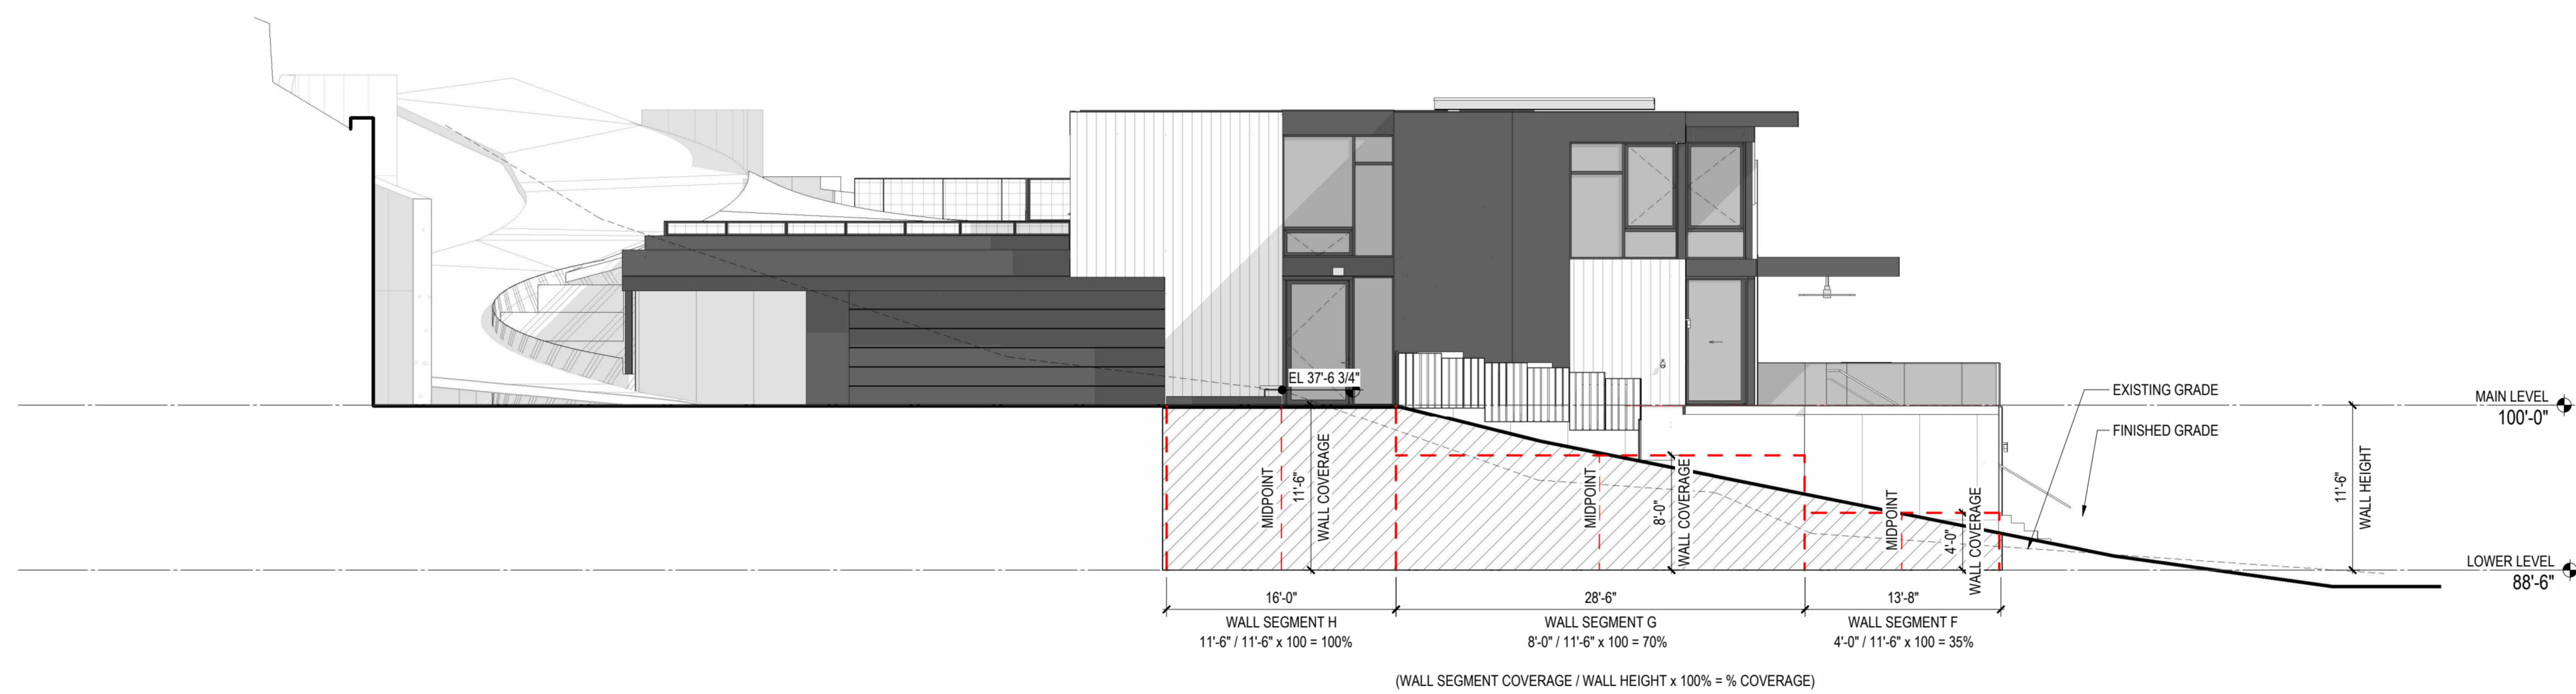 EL 37'-6 3/4"
EXISTING GRADE
FINISHED GRADE
MAIN LEVEL
100'-0"
MIDPOINT
11'-6"
WALL COVERAGE
MIDPOINT
8'-0"
WALL COVERAGE
MIDPOINT
4'-0"
WALL COVERAGE
11'-6"
WALL HEIGHT
LOWER LEVEL
88'-6"
16'-0"
WALL SEGMENT H
11'-6" / 11'-6" x 100 = 100%
28'-6"
WALL SEGMENT G
8'-0" / 11'-6" x 100 = 70%
13'-8"
WALL SEGMENT F
4'-0" / 11'-6" x 100 = 35%
(WALL SEGMENT COVERAGE / WALL HEIGHT x 100% = % COVERAGE)